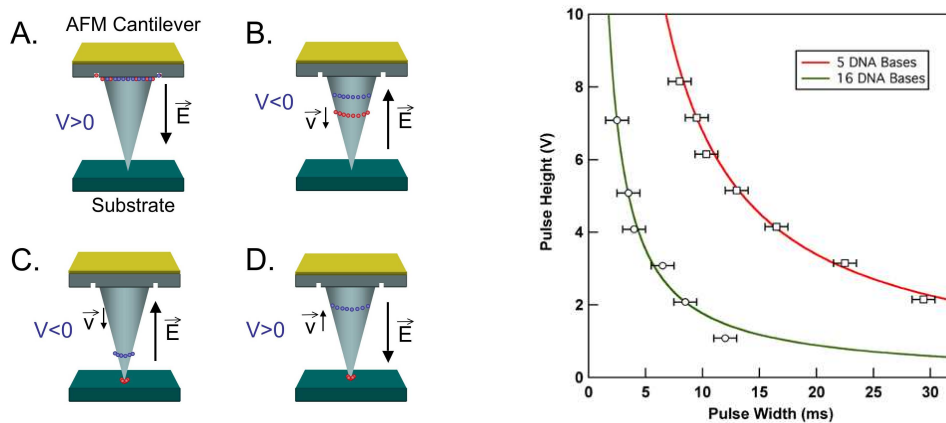 A.
AFM Cantilever
V>0
E
Substrate
B.
V<0
v
E
C.
V<0
v
E
D.
V>0
v
E
10
8
6
4
2
0
Pulse Height (V)
5 DNA Bases
16 DNA Bases
0 5 10 15 20 25 30
Pulse Width (ms)